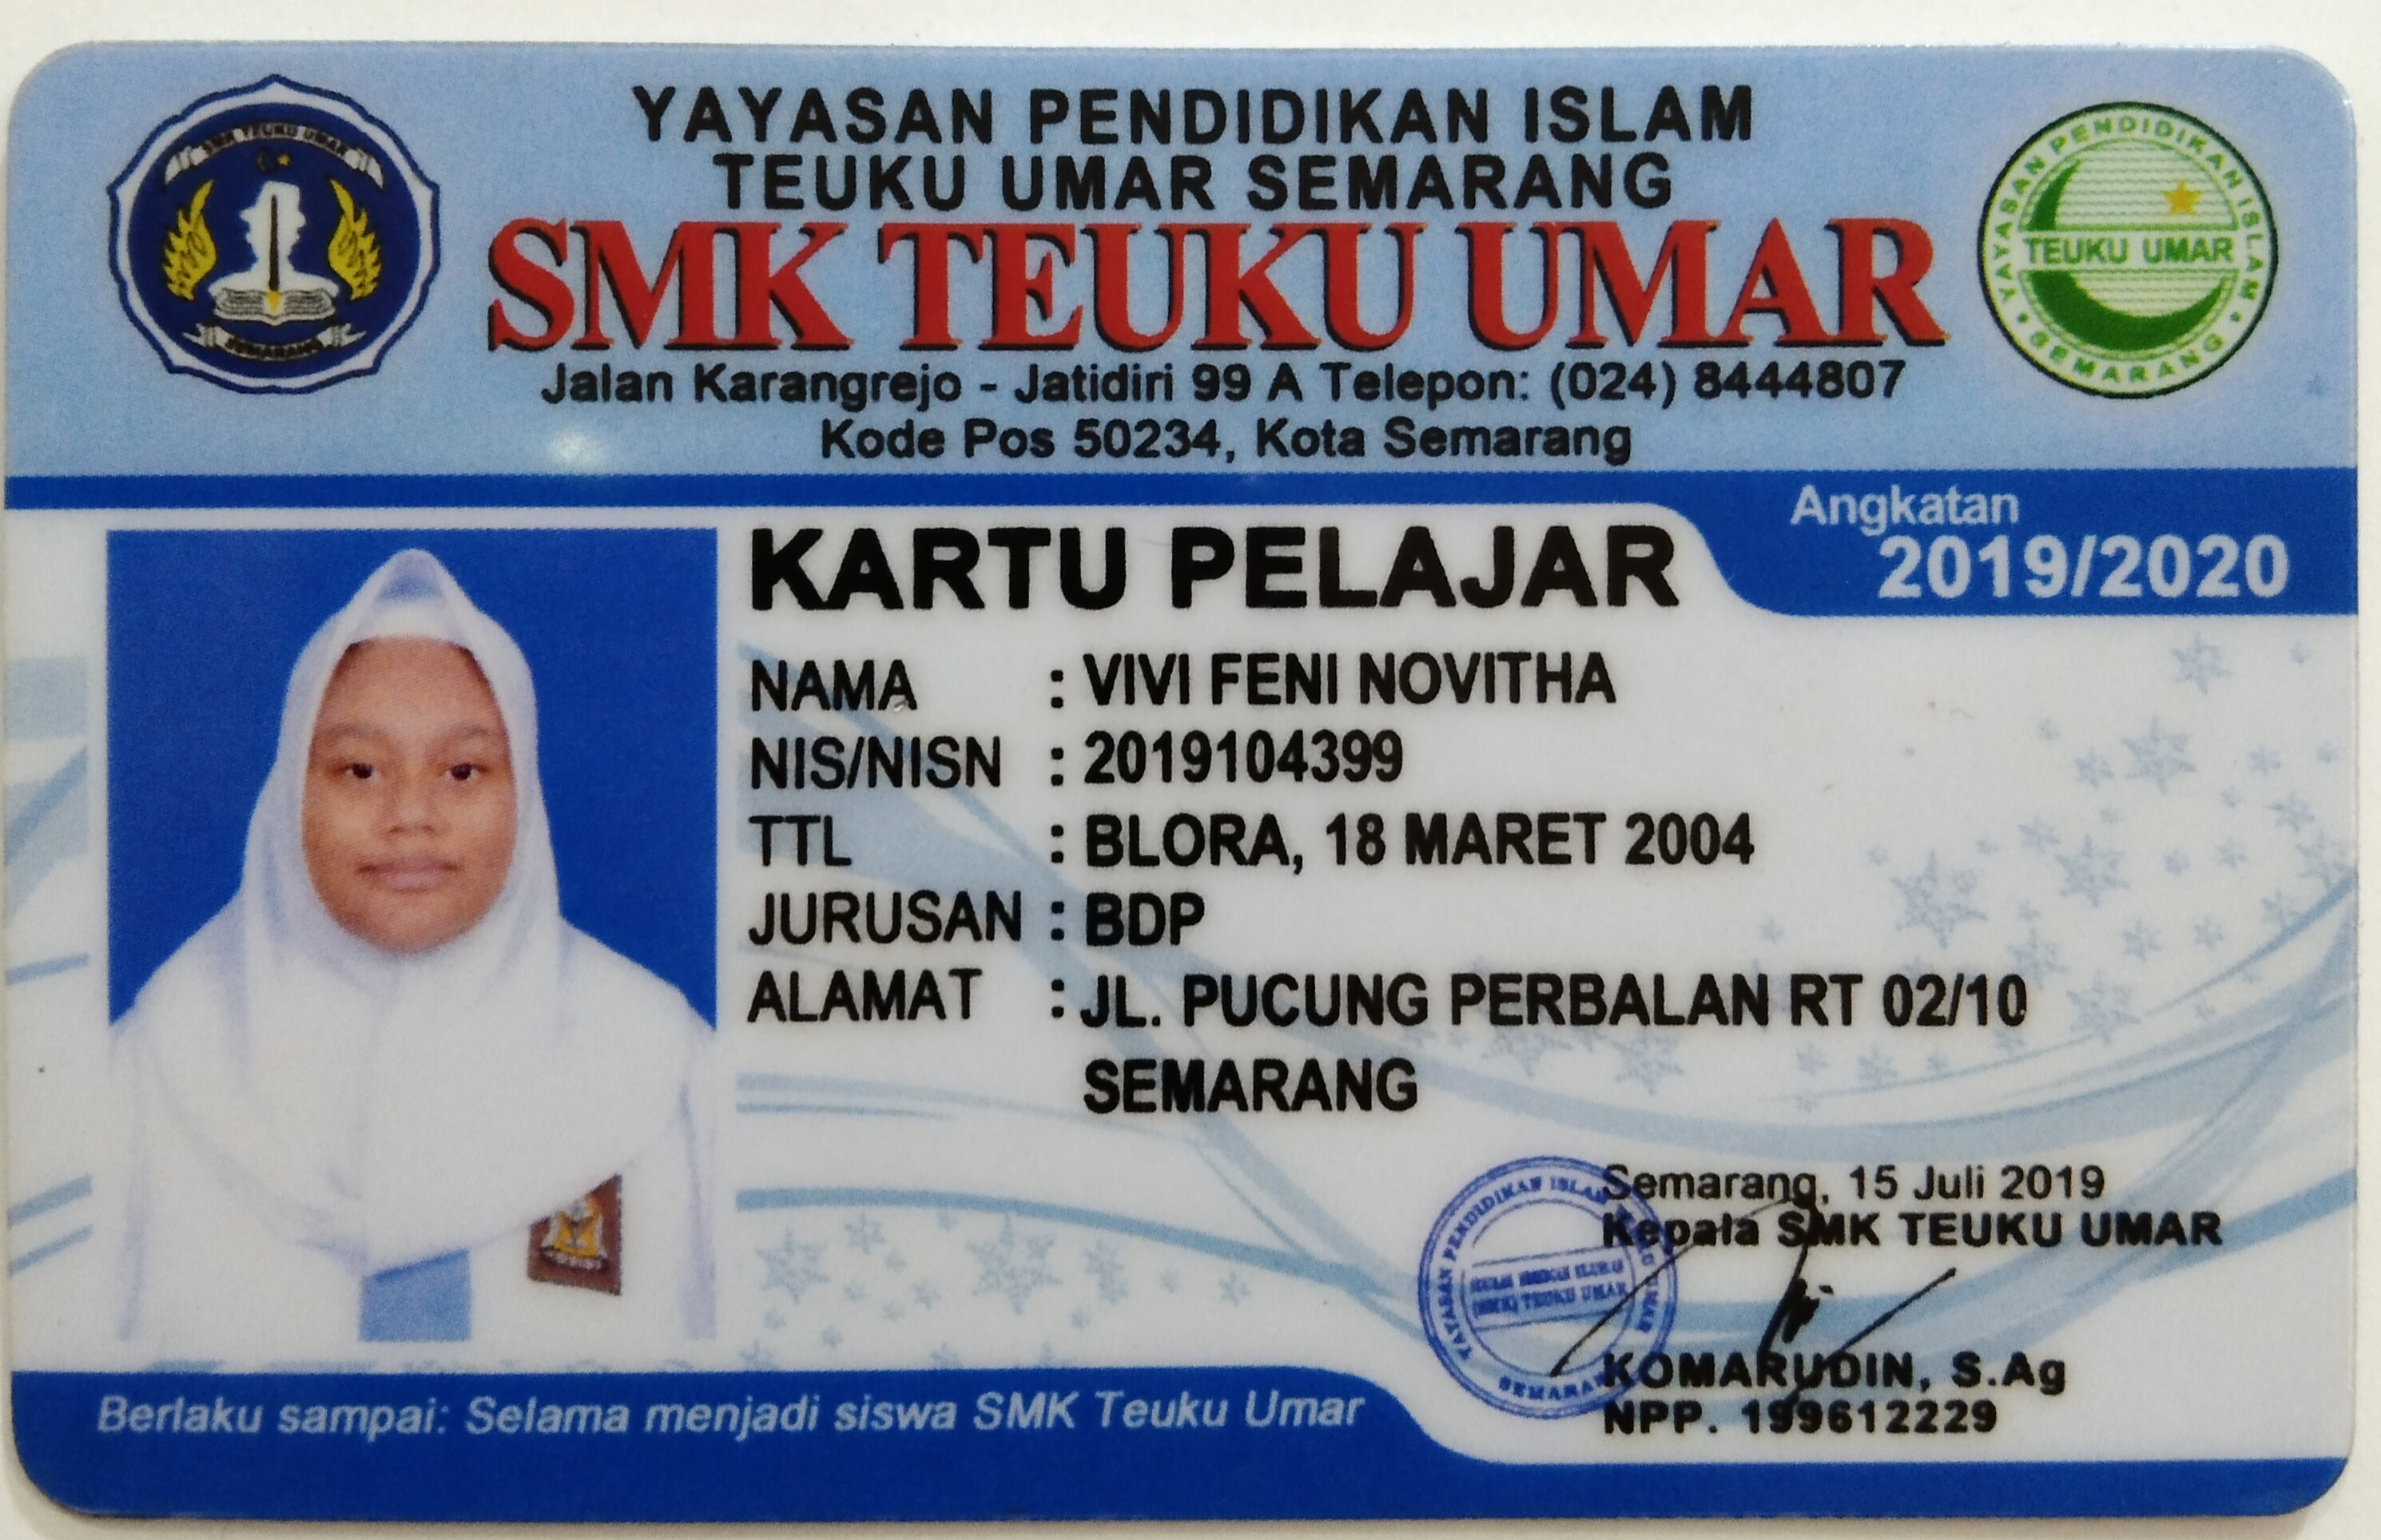 YAYASAN PENDIDIKAN ISLAM
TEUKU UMAR SEMARANG
SMK TEUKU UMAR
Jalan Karangrejo - Jatidiri 99 A Telepon: (024) 8444807
Kode Pos 50234, Kota Semarang
SMK TEUKU UMAR
SEMARANG
YAYASAN PENDIDIKAN ISLAM
TEUKU UMAR
SEMARANG
Angkatan
2019/2020
KARTU PELAJAR
NAMA : VIVI FENI NOVITHA
NIS/NISN : 2019104399
TTL : BLORA, 18 MARET 2004
JURUSAN : BDP
ALAMAT : JL. PUCUNG PERBALAN RT 02/10
SEMARANG
Semarang, 15 Juli 2019
Kepala SMK TEUKU UMAR
YAYASAN PENDIDIKAN ISLAM
(SMK) TEUKU UMAR
SEMARANG
KOMARUDIN, S.Ag
NPP. 199612229
Berlaku sampai: Selama menjadi siswa SMK Teuku Umar